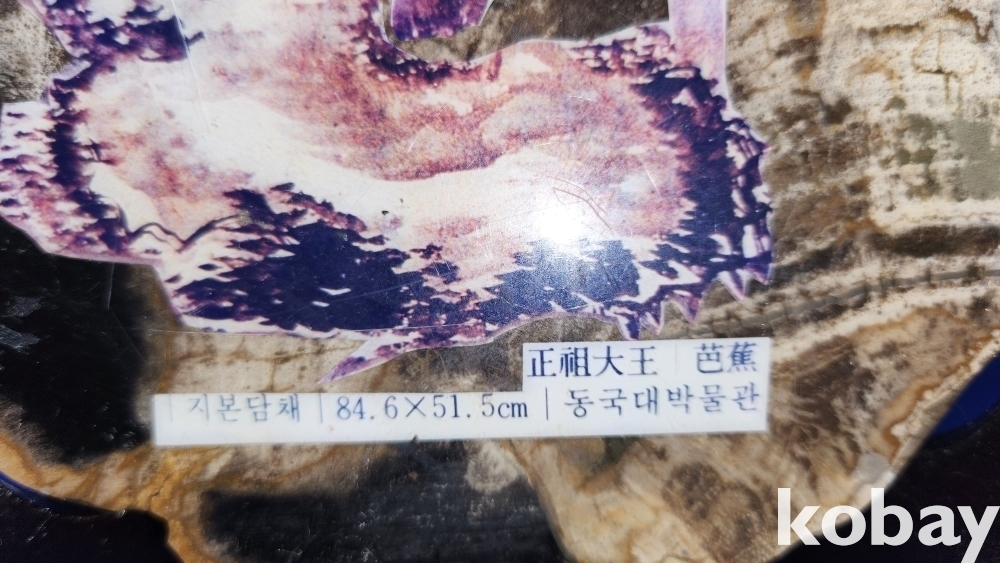 正祖大王 | 芭蕉
| 지본담채 | 84.6×51.5cm | 동국대박물관
kobay